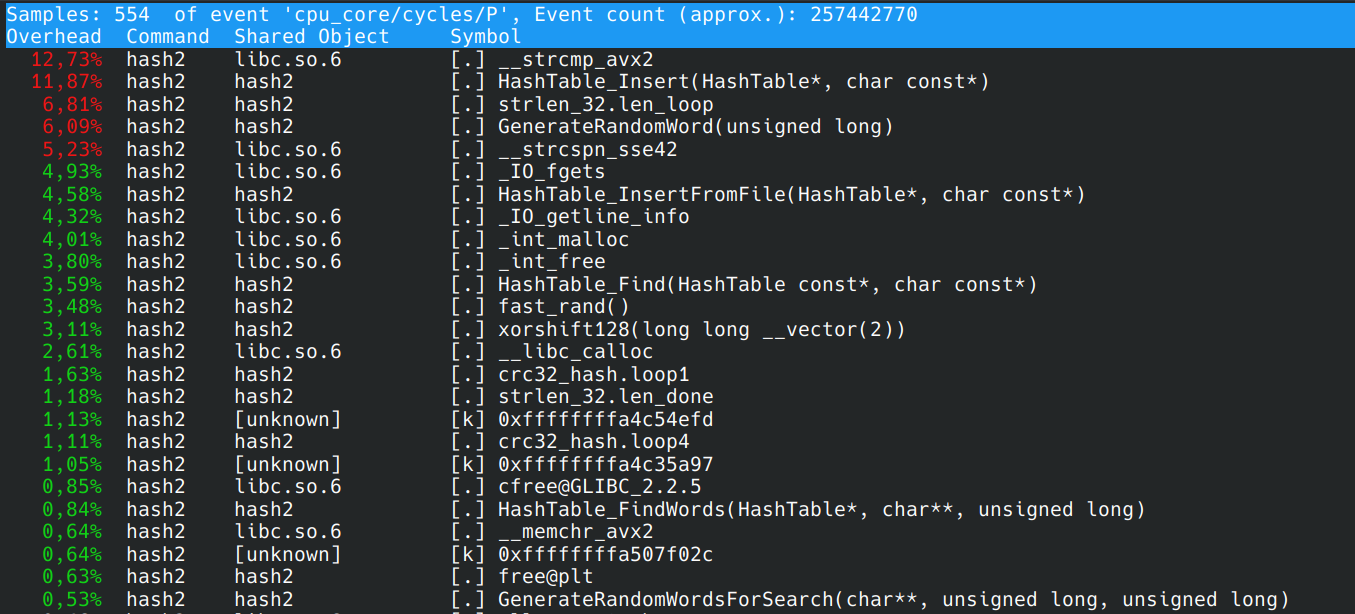 Samples: 554  of event 'cpu_core/cycles/P', Event count (approx.): 257442770
Overhead  Command  Shared Object     Symbol
12,73%  hash2    libc.so.6         [.] __strcmp_avx2
11,87%  hash2    hash2             [.] HashTable_Insert(HashTable*, char const*)
6,81%  hash2    hash2             [.] strlen_32.len_loop
6,09%  hash2    hash2             [.] GenerateRandomWord(unsigned long)
5,23%  hash2    libc.so.6         [.] __strcspn_sse42
4,93%  hash2    libc.so.6         [.] _IO_fgets
4,58%  hash2    hash2             [.] HashTable_InsertFromFile(HashTable*, char const*)
4,32%  hash2    libc.so.6         [.] _IO_getline_info
4,01%  hash2    libc.so.6         [.] _int_malloc
3,80%  hash2    libc.so.6         [.] _int_free
3,59%  hash2    hash2             [.] HashTable_Find(HashTable const*, char const*)
3,48%  hash2    hash2             [.] fast_rand()
3,11%  hash2    hash2             [.] xorshift128(long long __vector(2))
2,61%  hash2    libc.so.6         [.] __libc_calloc
1,63%  hash2    hash2             [.] crc32_hash.loop1
1,18%  hash2    hash2             [.] strlen_32.len_done
1,13%  hash2    [unknown]         [k] 0xffffffffa4c54efd
1,11%  hash2    hash2             [.] crc32_hash.loop4
1,05%  hash2    [unknown]         [k] 0xffffffffa4c35a97
0,85%  hash2    libc.so.6         [.] cfree@GLIBC_2.2.5
0,84%  hash2    hash2             [.] HashTable_FindWords(HashTable*, char**, unsigned long)
0,64%  hash2    libc.so.6         [.] __memchr_avx2
0,64%  hash2    [unknown]         [k] 0xffffffffa507f02c
0,63%  hash2    hash2             [.] free@plt
0,53%  hash2    hash2             [.] GenerateRandomWordsForSearch(char**, unsigned long, unsigned long)